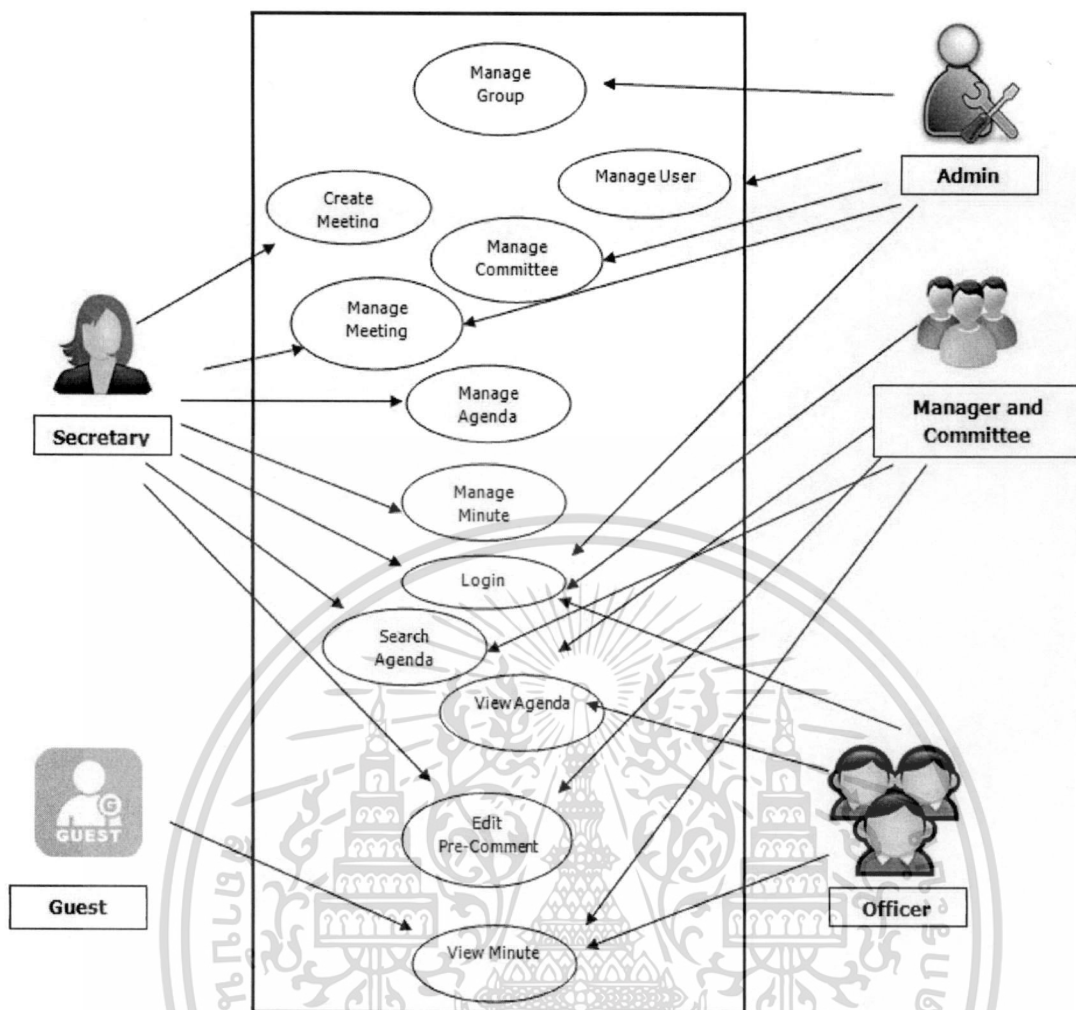 Manage
Group
Admin
Manage User
Create
Meeting
Manage
Committee
Manage
Meeting
Secretary
Manager and
Committee
Manage
Agenda
Manage
Minute
Login
Search
Agenda
View Agenda
GUEST
G
Guest
Edit
Pre-Comment
Officer
View Minute